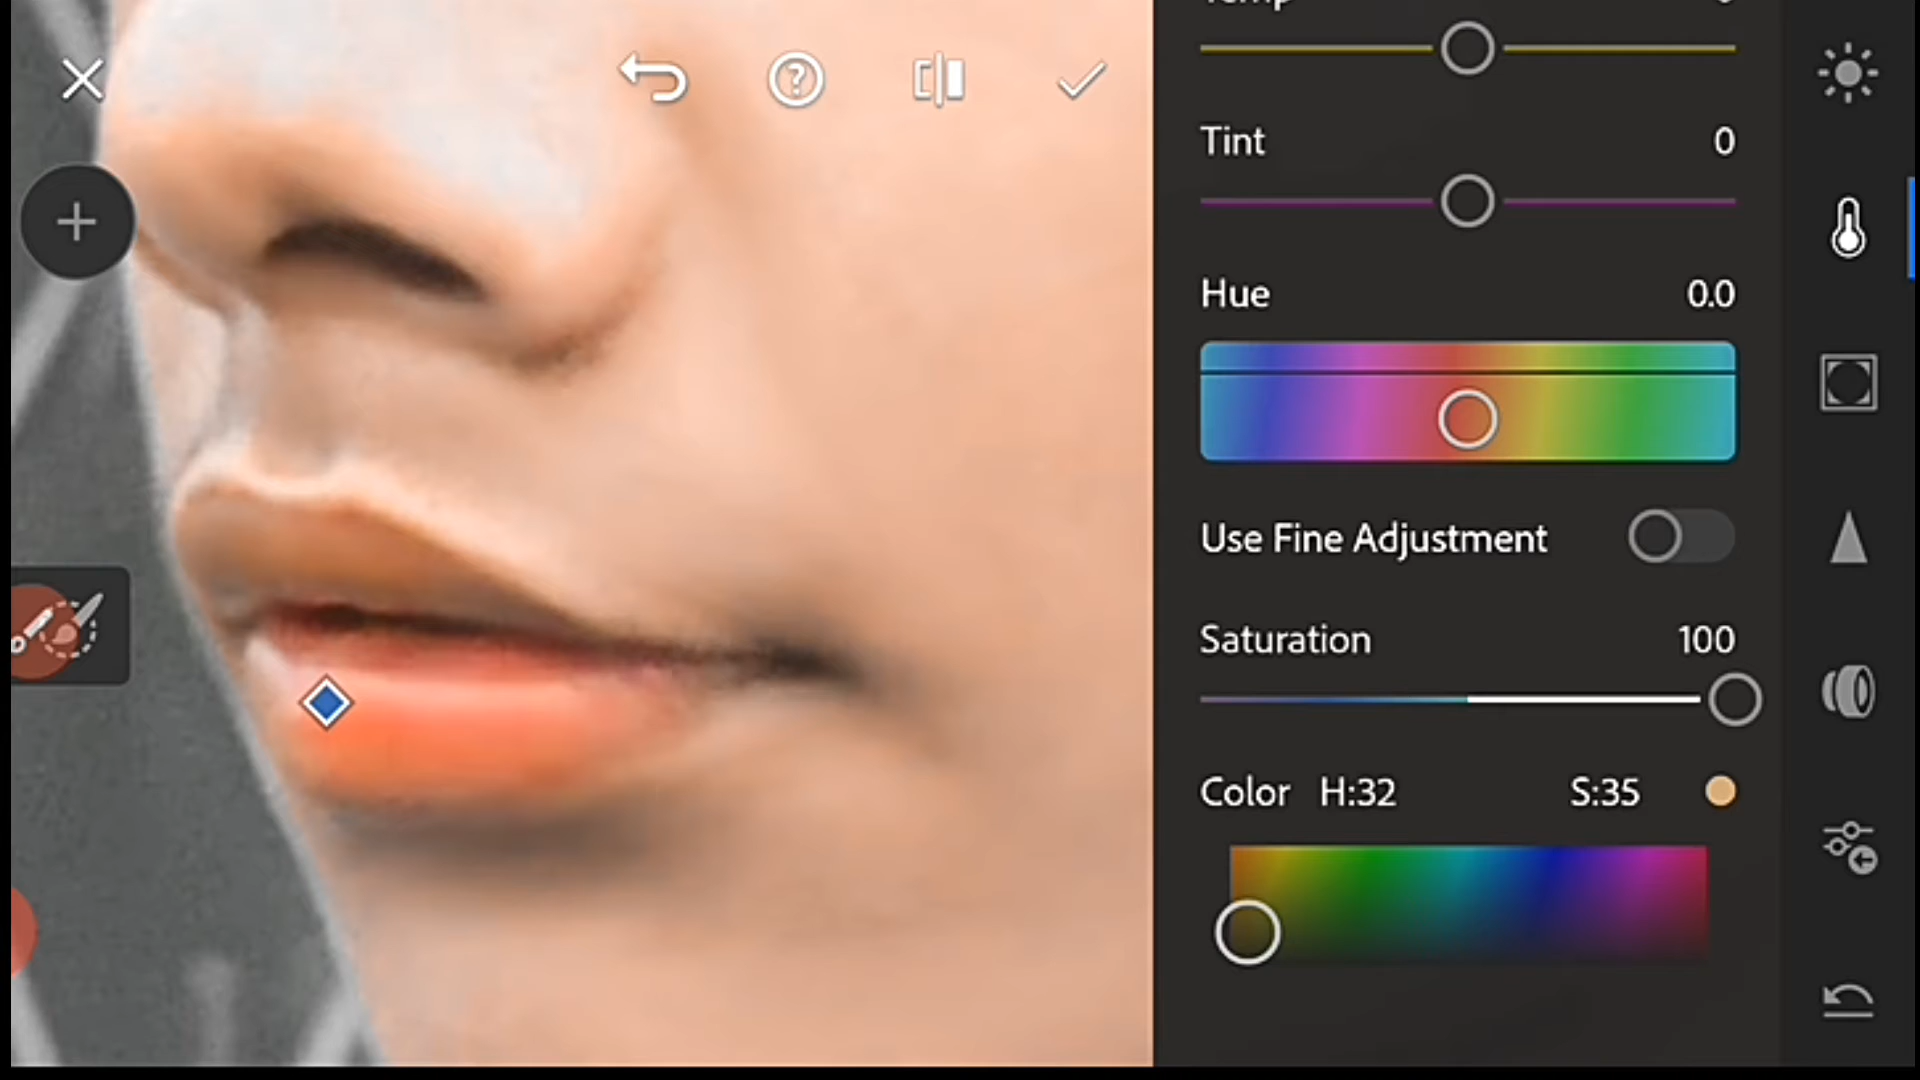 Tint 0
Hue 0.0
Use Fine Adjustment
Saturation 100
Color H:32 S:35